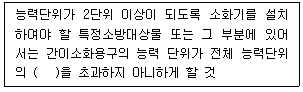 능력단위가 2단위 이상이 되도록 소화기를 설치
하여야 할 특정소방대상물 또는 그 부분에 있어
서는 간이소화용구의 능력 단위가 전체 능력단위
의 (  )을 초과하지 아니하게 할 것